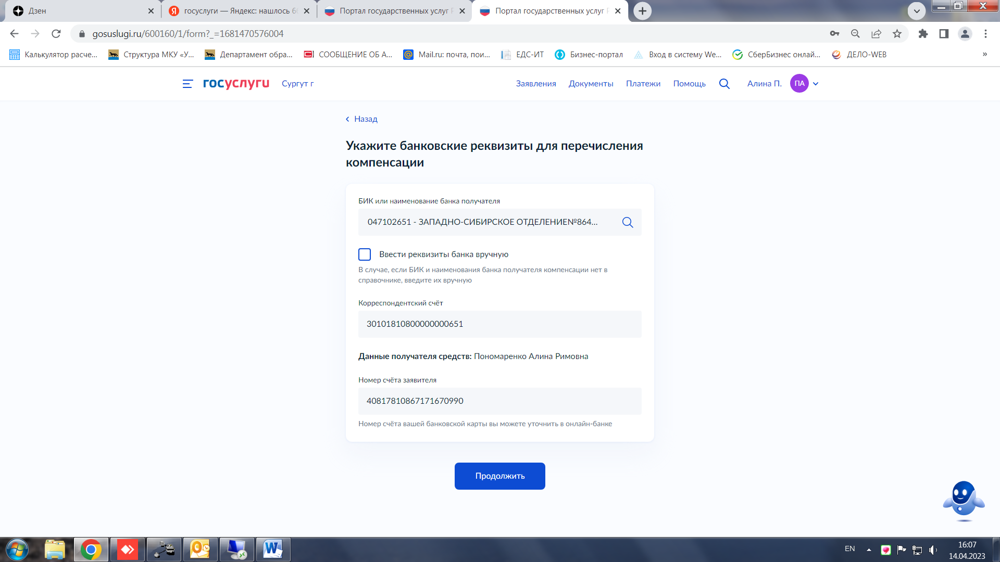 Дзен
госуслуги — Яндекс: нашлось 6
Портал государственных услуг Р
Портал государственных услуг Р
gosuslugi.ru/600160/1/form?_=1681470576004
Калькулятор расче...
Структура МКУ «У...
Департамент обра...
СООБЩЕНИЕ ОБ А...
Mail.ru: почта, пои...
ЕДС-ИТ
Бизнес-портал
Вход в систему We...
СберБизнес онлай...
ДЕЛО-WEB
»
госуслуги
Сургут г
Заявления
Документы
Платежи
Помощь
Алина П.
ПА
Назад
Укажите банковские реквизиты для перечисления
компенсации
БИК или наименование банка получателя
047102651 - ЗАПАДНО-СИБИРСКОЕ ОТДЕЛЕНИЕ№864...
Ввести реквизиты банка вручную
В случае, если БИК и наименования банка получателя компенсации нет в
справочнике, введите их вручную
Корреспондентский счёт
30101810800000000651
Данные получателя средств: Пономаренко Алина Римовна
Номер счёта заявителя
40817810867171670990
Номер счёта вашей банковской карты вы можете уточнить в онлайн-банке
Продолжить
EN
16:07
14.04.2023